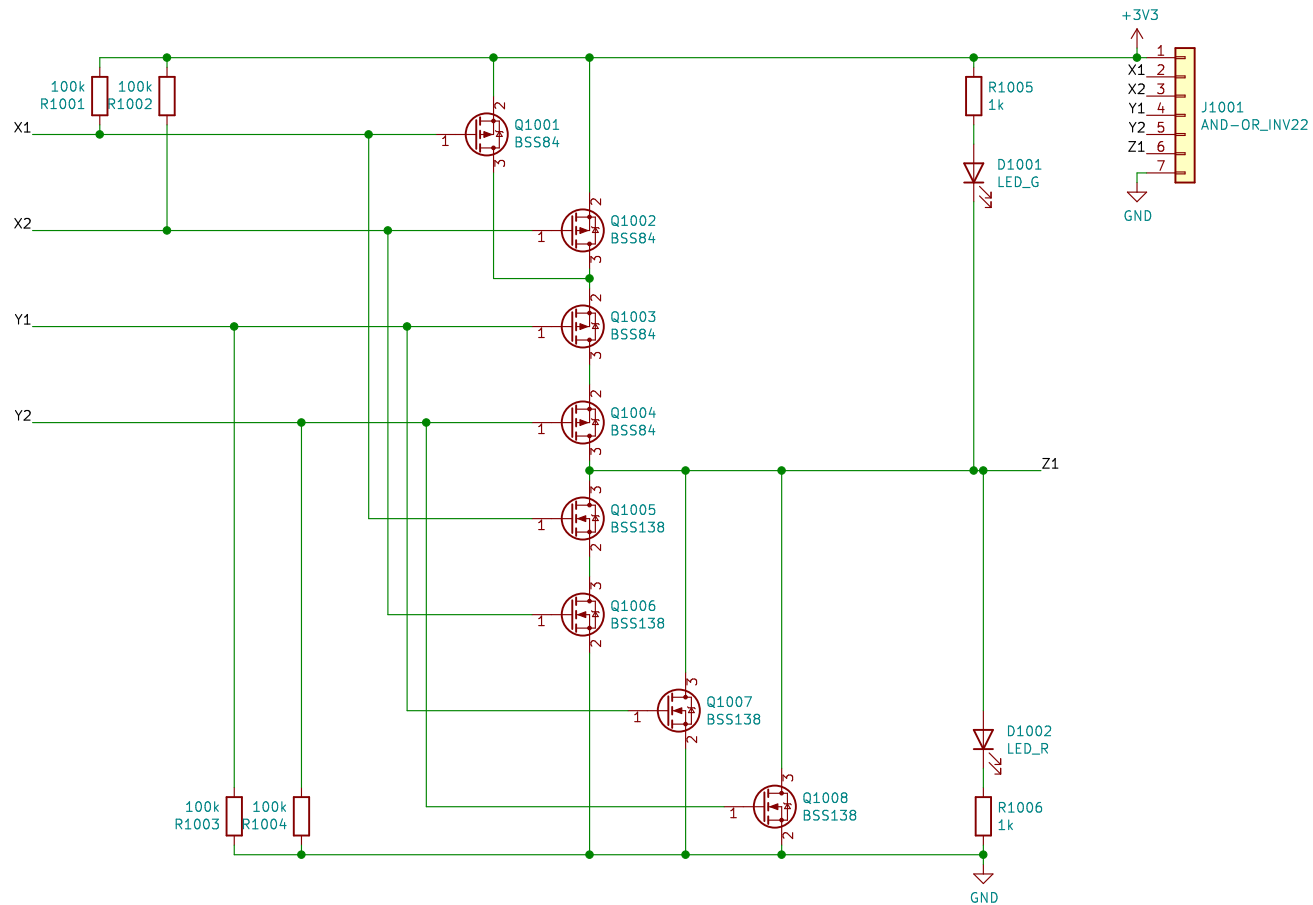 +3V3
1
X1 2
X2 3
Y1 4
Y2 5
Z1 6
7
J1001
AND-OR_INV22
GND
100k
R1001
100k
R1002
R1005
1k
D1001
LED_G
X1
1
2
3
Q1001
BSS84
X2
1
2
3
Q1002
BSS84
Y1
1
2
3
Q1003
BSS84
Y2
1
2
3
Q1004
BSS84
Z1
1
3
2
Q1005
BSS138
1
3
2
Q1006
BSS138
1
3
2
Q1007
BSS138
D1002
LED_R
1
3
2
Q1008
BSS138
100k
R1003
100k
R1004
R1006
1k
GND